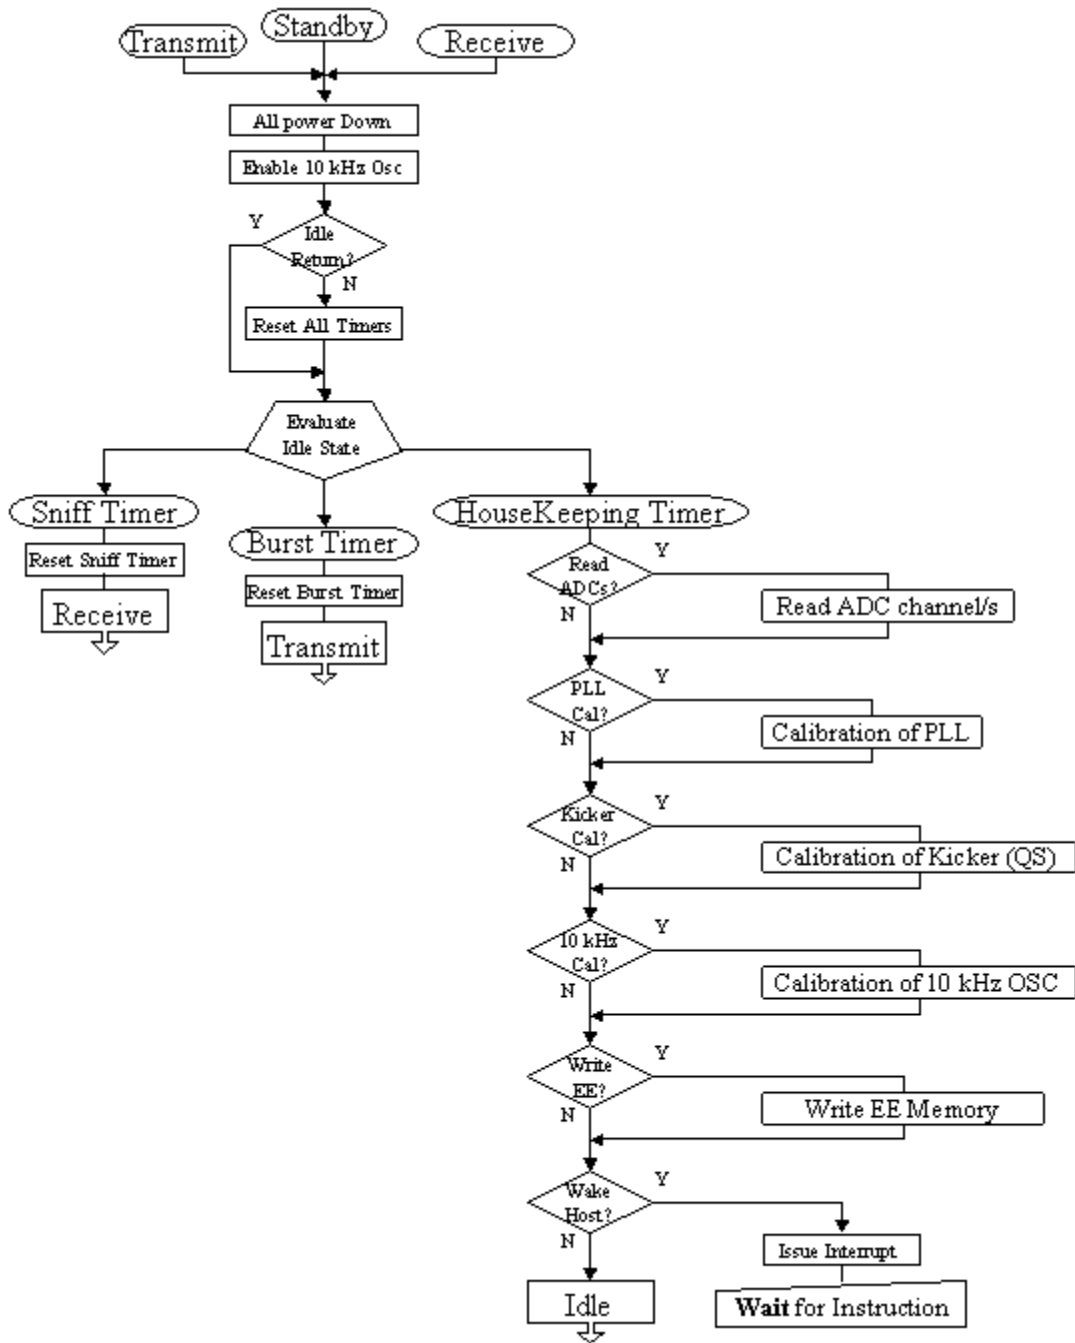 Transmit
Standby
Receive
All power Down
Enable 10 kHz Osc
Y
Idle
Return?
N
Reset All Timers
Evaluate
Idle State
Sniff Timer
Reset Sniff Timer
Receive
Burst Timer
Reset Burst Timer
Transmit
HouseKeeping Timer
Read
ADCs?
Y
N
Read ADC channel/s
PLL
Cal?
Y
N
Calibration of PLL
Kicker
Cal?
Y
N
Calibration of Kicker (QS)
10 kHz
Cal?
Y
N
Calibration of 10 kHz OSC
Write
EE?
Y
N
Write EE Memory
Wake
Host?
Y
N
Issue Interrupt
Wait for Instruction
Idle